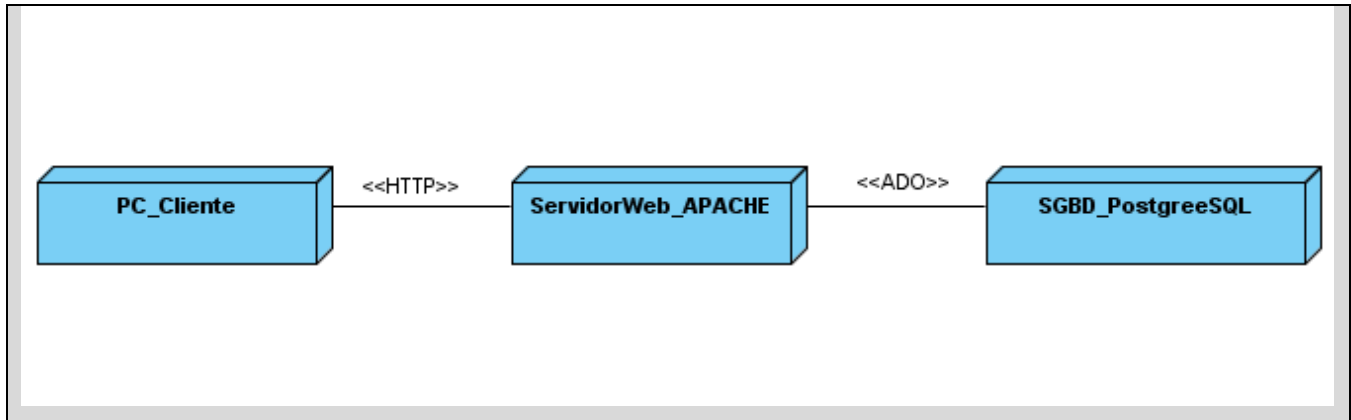 PC_Cliente
<<HTTP>>
ServidorWeb_APACHE
<<ADO>>
SGBD_PostgreeSQL